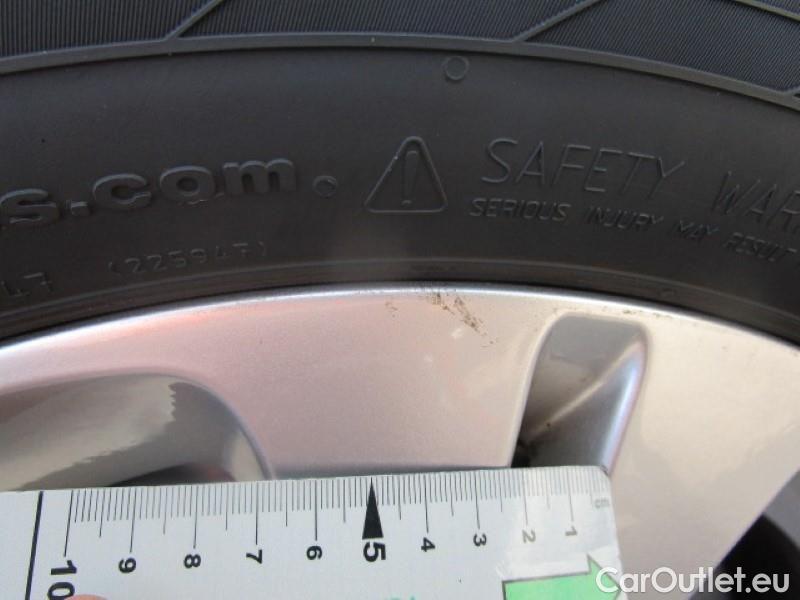 s.com.
SAFETY WAR
SERIOUS INJURY MAY RESULT
47 (225947)
10 9 8 7 6 5 4 3 2 1 cm
CarOutlet.eu